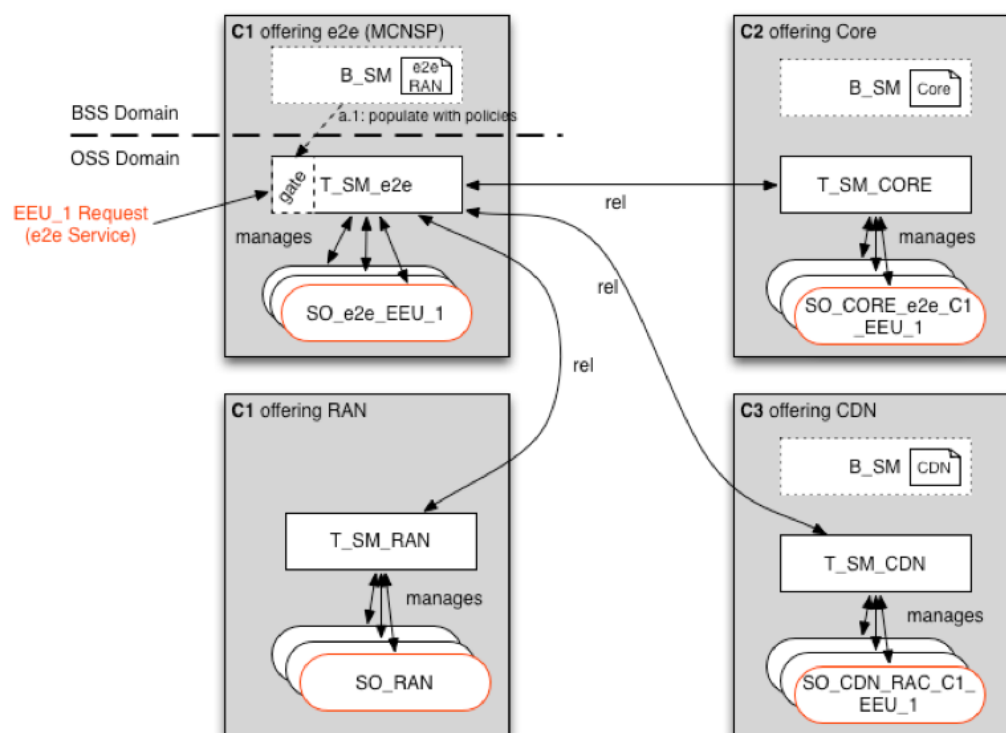 C1 offering e2e (MCNSP)
B_SM
e2e
RAN
BSS Domain
a.1: populate with policies
OSS Domain
gate
T_SM_e2e
EEU_1 Request
(e2e Service)
manages
SO_e2e_EEU_1
rel
rel
rel
C2 offering Core
B_SM
Core
T_SM_CORE
manages
SO_CORE_e2e_C1
_EEU_1
C1 offering RAN
T_SM_RAN
manages
SO_RAN
C3 offering CDN
B_SM
CDN
T_SM_CDN
manages
SO_CDN_RAC_C1_
EEU_1